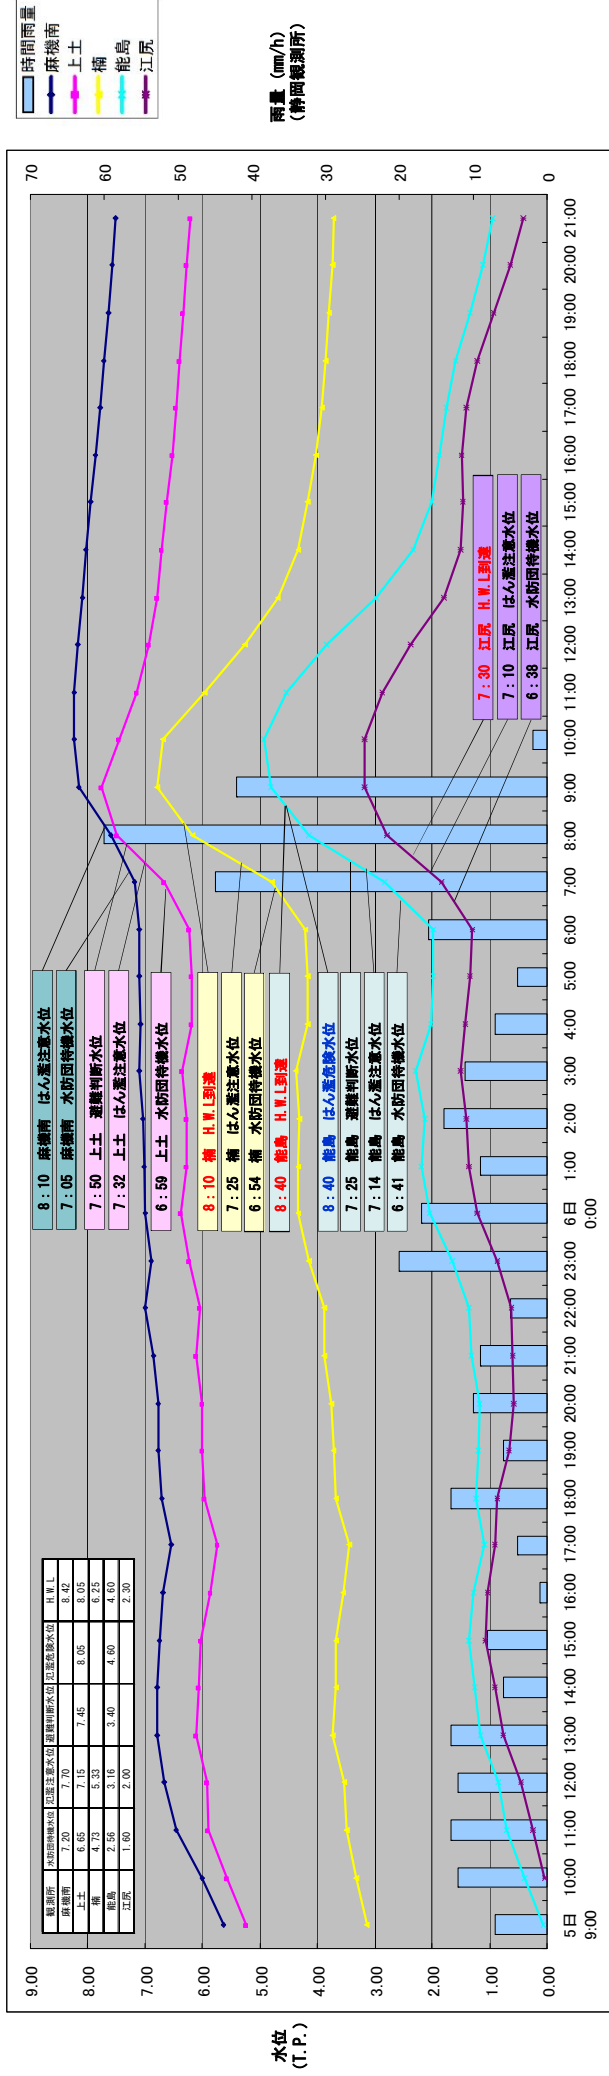 時間雨量
麻機南
上土
楠
能島
江尻
雨量 (mm/h)
(静岡観測所)
水位
(T.P.)
9.00
8.00
7.00
6.00
5.00
4.00
3.00
2.00
1.00
0.00
70
60
50
40
30
20
10
0
観測所 水防団待機水位 氾濫注意水位 避難判断水位 氾濫危険水位 H.W.L
麻機南 7.20 7.70 8.42
上土 6.65 7.15 7.45 8.05 8.05
楠 4.73 5.33 6.25
能島 2.56 3.16 3.40 4.60 4.60
江尻 1.60 2.00 2.30
8:10 麻機南 はん濫注意水位
7:05 麻機南 水防団待機水位
7:50 上土 避難判断水位
7:32 上土 はん濫注意水位
6:59 上土 水防団待機水位
8:10 楠 H.W.L到達
7:25 楠 はん濫注意水位
6:54 楠 水防団待機水位
8:40 能島 H.W.L到達
8:40 能島 はん濫危険水位
7:25 能島 避難判断水位
7:14 能島 はん濫注意水位
6:41 能島 水防団待機水位
7:30 江尻 H.W.L到達
7:10 江尻 はん濫注意水位
6:38 江尻 水防団待機水位
5日 9:00
10:00
11:00
12:00
13:00
14:00
15:00
16:00
17:00
18:00
19:00
20:00
21:00
22:00
23:00
6日 0:00
1:00
2:00
3:00
4:00
5:00
6:00
7:00
8:00
9:00
10:00
11:00
12:00
13:00
14:00
15:00
16:00
17:00
18:00
19:00
20:00
21:00